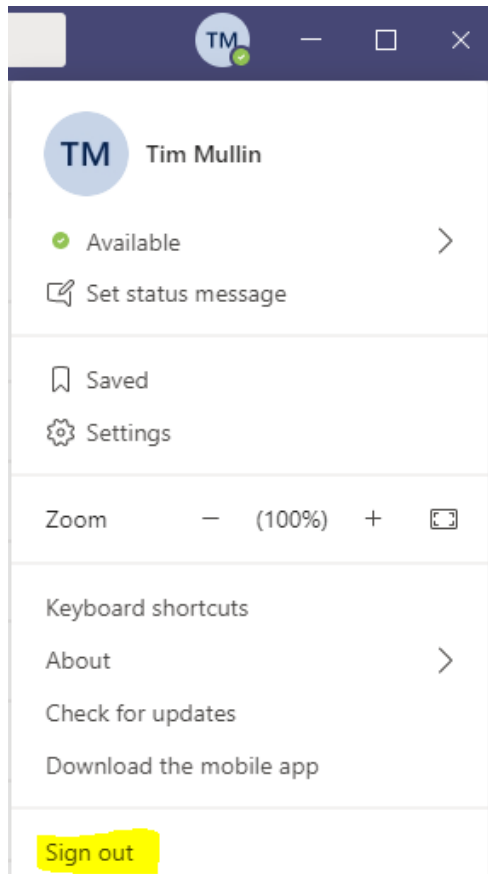 TM
TM Tim Mullin
Available
Set status message
Saved
Settings
Zoom (100%)
Keyboard shortcuts
About
Check for updates
Download the mobile app
Sign out